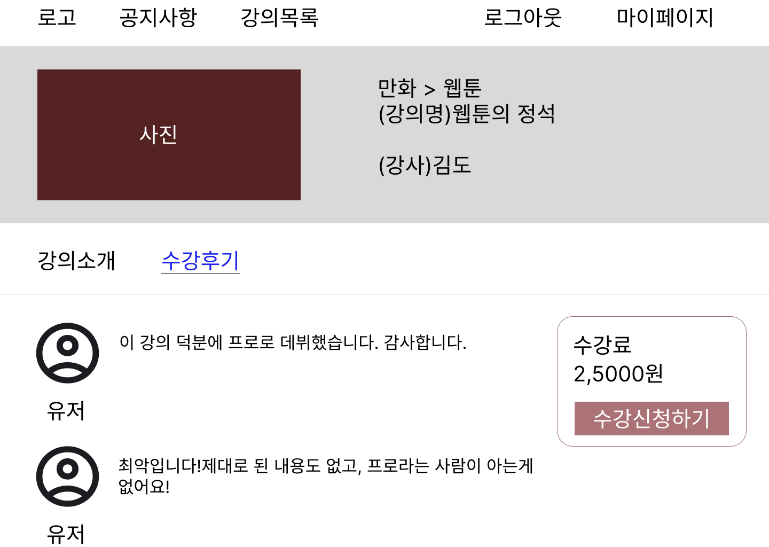 로고 공지사항 강의목록 로그아웃 마이페이지
사진
만화 > 웹툰
(강의명)웹툰의 정석
(강사)김도
강의소개 수강후기
이 강의 덕분에 프로로 데뷔했습니다. 감사합니다.
유저
수강료
2,5000원
수강신청하기
최악입니다!제대로 된 내용도 없고, 프로라는 사람이 아는게
없어요!
유저